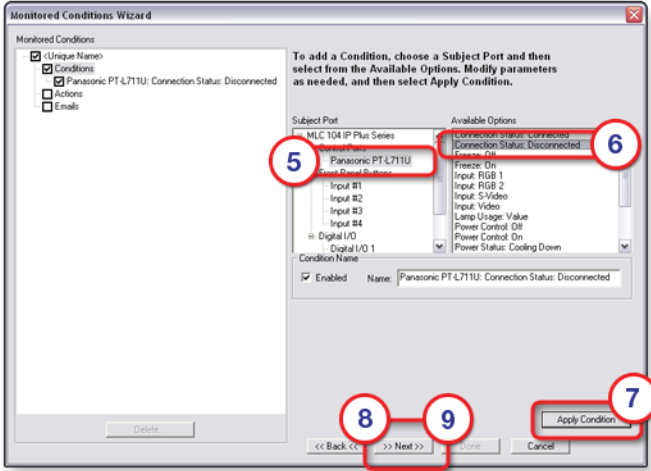 Monitored Conditions Wizard
Monitored Conditions
<Unique Name>
Conditions
Panasonic PT-L711U: Connection Status: Disconnected
Actions
Emails
Delete...
To add a Condition, choose a Subject Port and then
select from the Available Options. Modify parameters
as needed, and then select Apply Condition.
Subject Port
MLC 104 IP Plus Series
Control Ports
Panasonic PT-L711U
Front Panel Buttons
Input #1
Input #2
Input #3
Input #4
Digital I/O
Digital I/O 1
5
Available Options
Connection Status: Connected
Connection Status: Disconnected
Freeze: Off
Freeze: On
Input: RGB 1
Input: RGB 2
Input: S-Video
Input: Video
Lamp Usage: Value
Power Control: Off
Power Control: On
Power Status: Cooling Down
6
Condition Name
Enabled
Name: Panasonic PT-L711U: Connection Status: Disconnected
7
Apply Condition
8 9
<< Back << >> Next >> Done Cancel